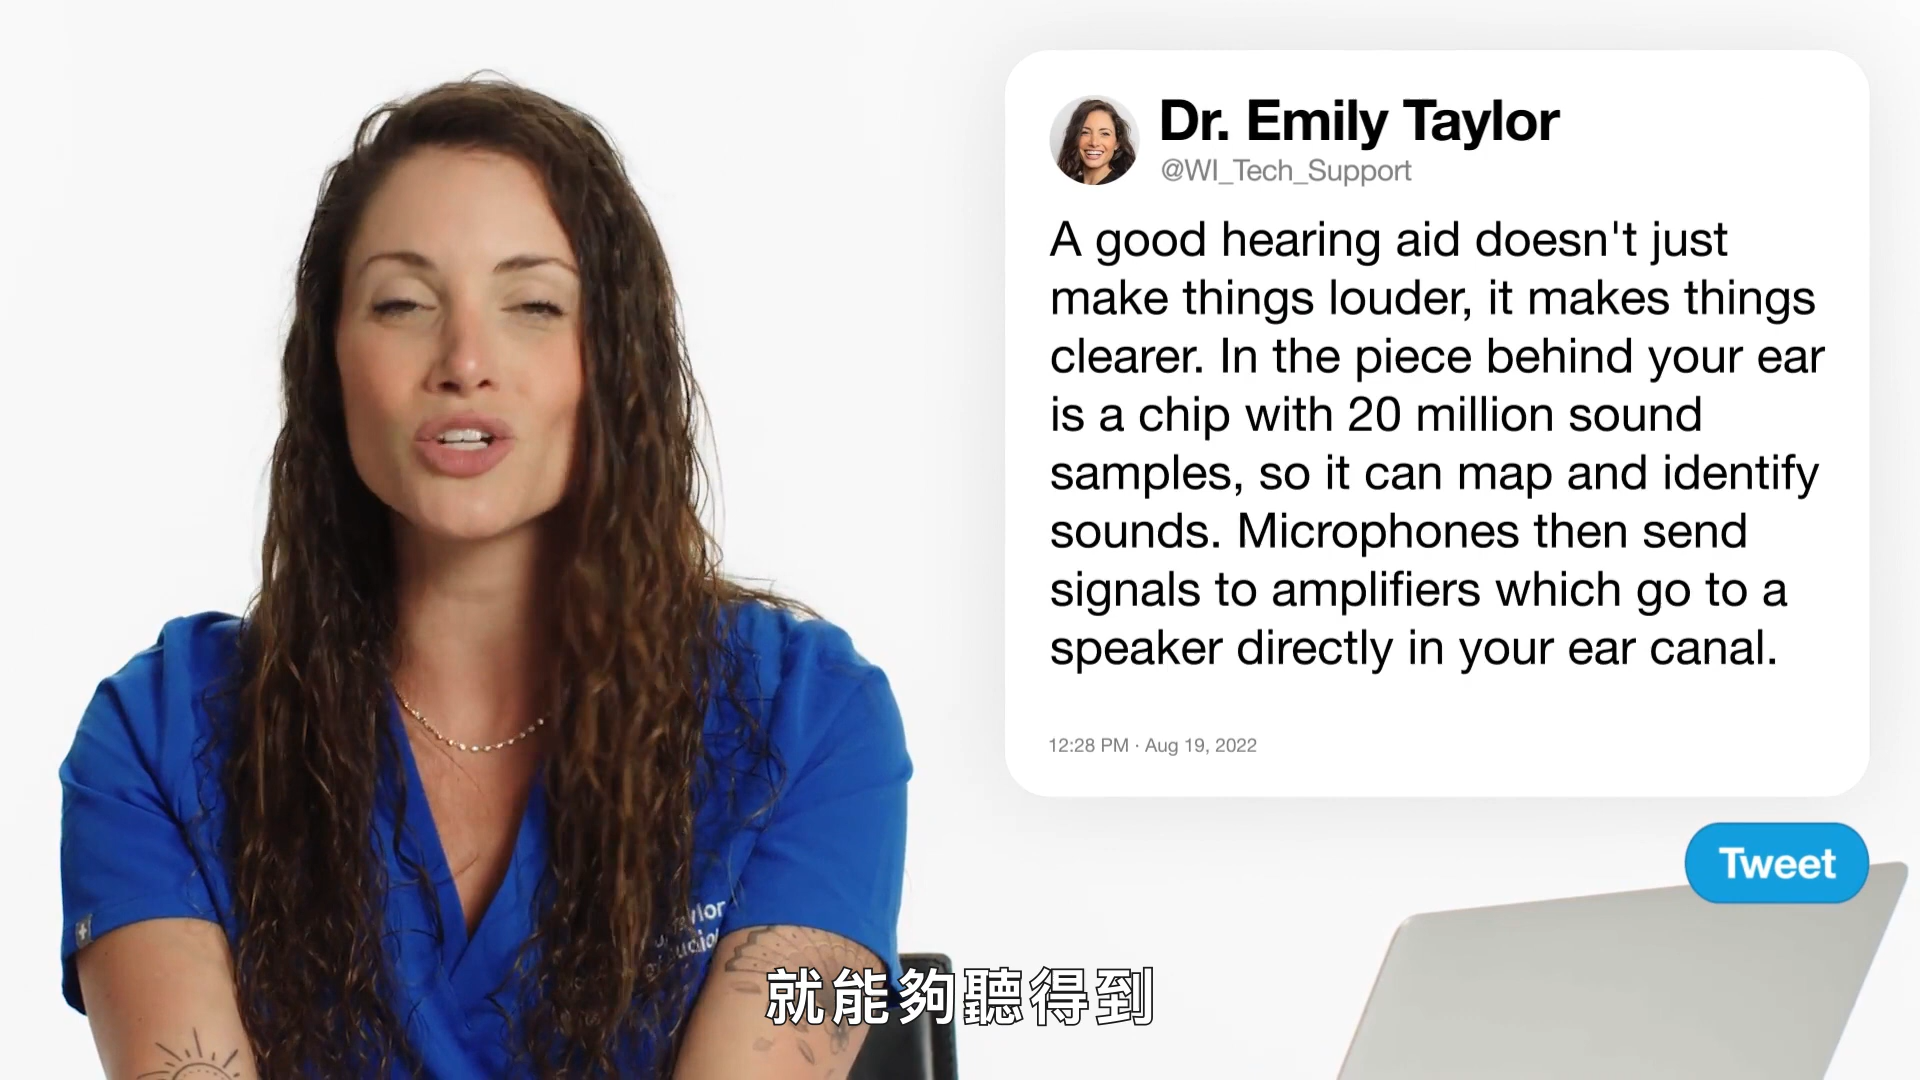 Dr. Emily Taylor
@WI_Tech_Support
A good hearing aid doesn't just
make things louder, it makes things
clearer. In the piece behind your ear
is a chip with 20 million sound
samples, so it can map and identify
sounds. Microphones then send
signals to amplifiers which go to a
speaker directly in your ear canal.
12:28 PM · Aug 19, 2022
Tweet
就能夠聽得到